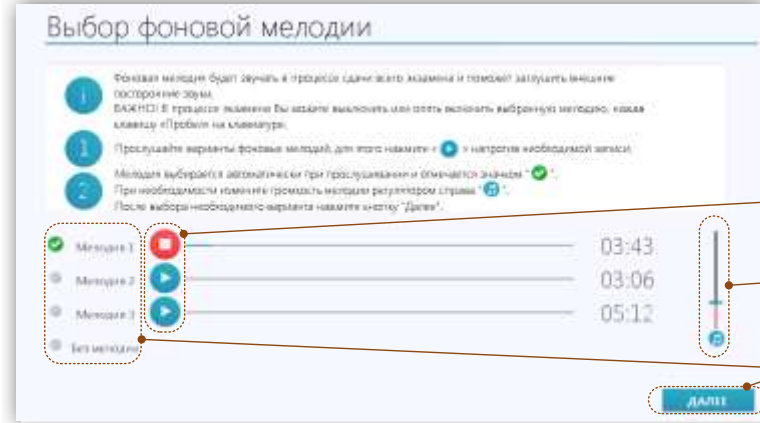 Выбор фоновой мелодии
Фоновая мелодия будет звучать в процессе сдачи всего экзамена и поможет заглушить внешние
посторонние звуки.
ВАЖНО! В процессе экзамена Вы можете выключить или опять включить выбранную мелодию, нажав
клавишу «Пробел» на клавиатуре.
1 Прослушайте варианты фоновых мелодий, для этого нажмите « » напротив необходимой записи.
Мелодия выбирается автоматически при прослушивании и отмечается значком " ".
2 При необходимости измените громкость мелодии регулятором справа " ".
После выбора необходимого варианта нажмите кнопку "Далее".
Мелодия 1 03:43
Мелодия 2 03:06
Мелодия 3 05:12
Без мелодии
ДАЛЕЕ